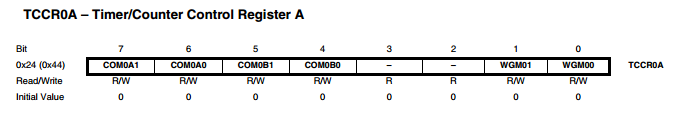 TCCR0A – Timer/Counter Control Register A
Bit 7 6 5 4 3 2 1 0
0x24 (0x44) COM0A1 COM0A0 COM0B1 COM0B0 – – WGM01 WGM00 TCCR0A
Read/Write R/W R/W R/W R/W R R R/W R/W
Initial Value 0 0 0 0 0 0 0 0